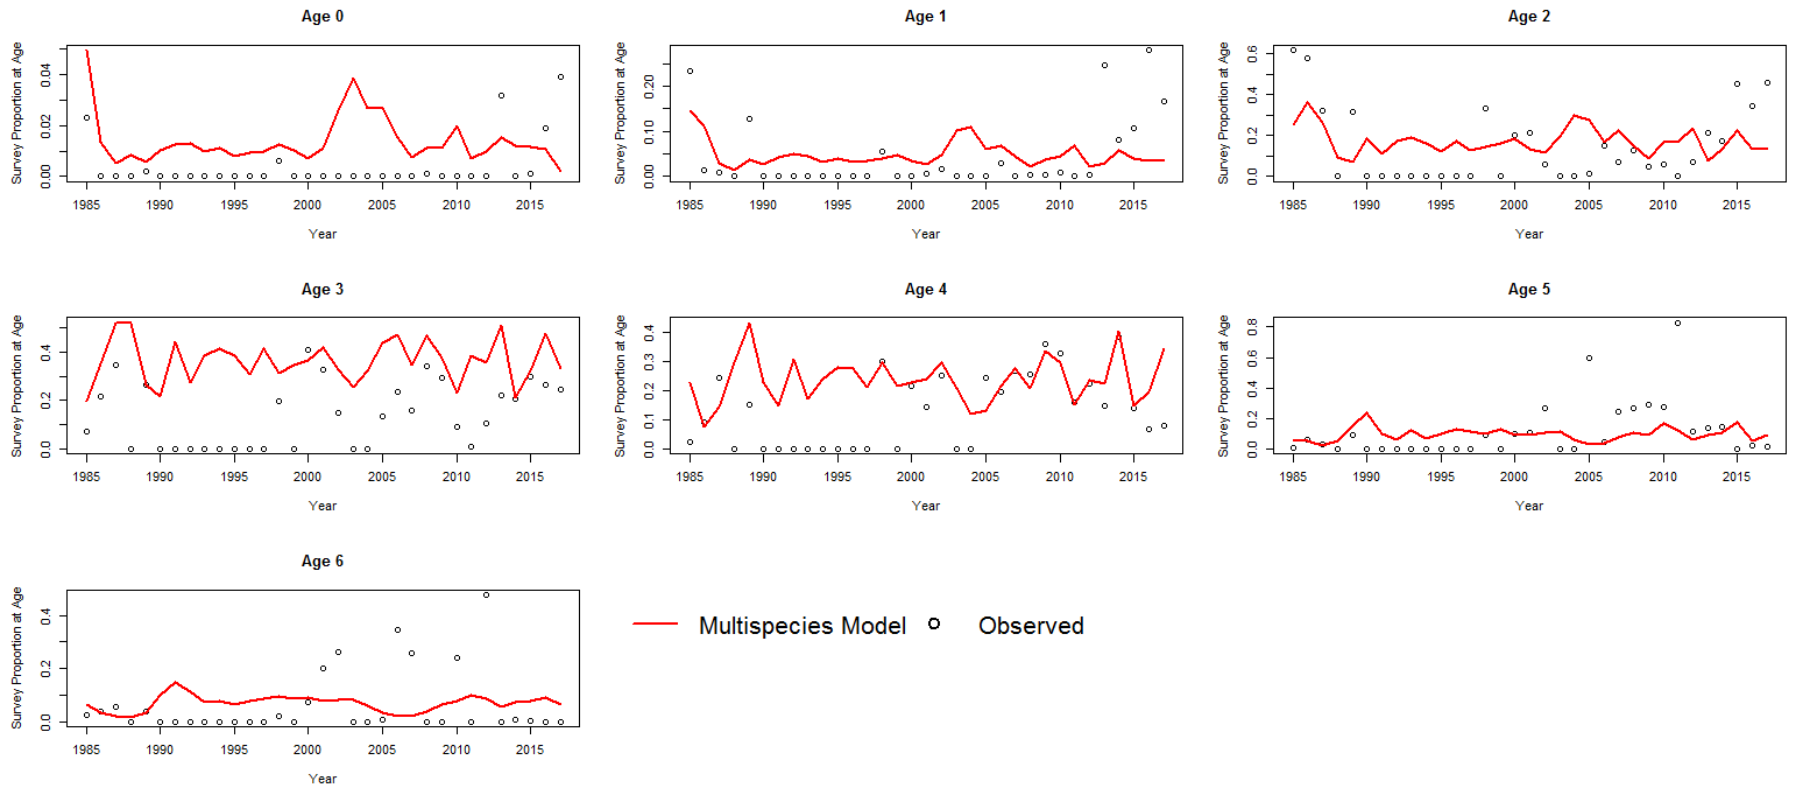 Age 0
Survey Proportion at Age
0.00 0.02 0.04
1985 1990 1995 2000 2005 2010 2015
Year
Age 1
Survey Proportion at Age
0.00 0.10 0.20
1985 1990 1995 2000 2005 2010 2015
Year
Age 2
Survey Proportion at Age
0.0 0.2 0.4 0.6
1985 1990 1995 2000 2005 2010 2015
Year
Age 3
Survey Proportion at Age
0.0 0.2 0.4
1985 1990 1995 2000 2005 2010 2015
Year
Age 4
Survey Proportion at Age
0.0 0.1 0.2 0.3 0.4
1985 1990 1995 2000 2005 2010 2015
Year
Age 5
Survey Proportion at Age
0.0 0.2 0.4 0.6 0.8
1985 1990 1995 2000 2005 2010 2015
Year
Age 6
Survey Proportion at Age
0.0 0.2 0.4
1985 1990 1995 2000 2005 2010 2015
Year
Multispecies Model Observed